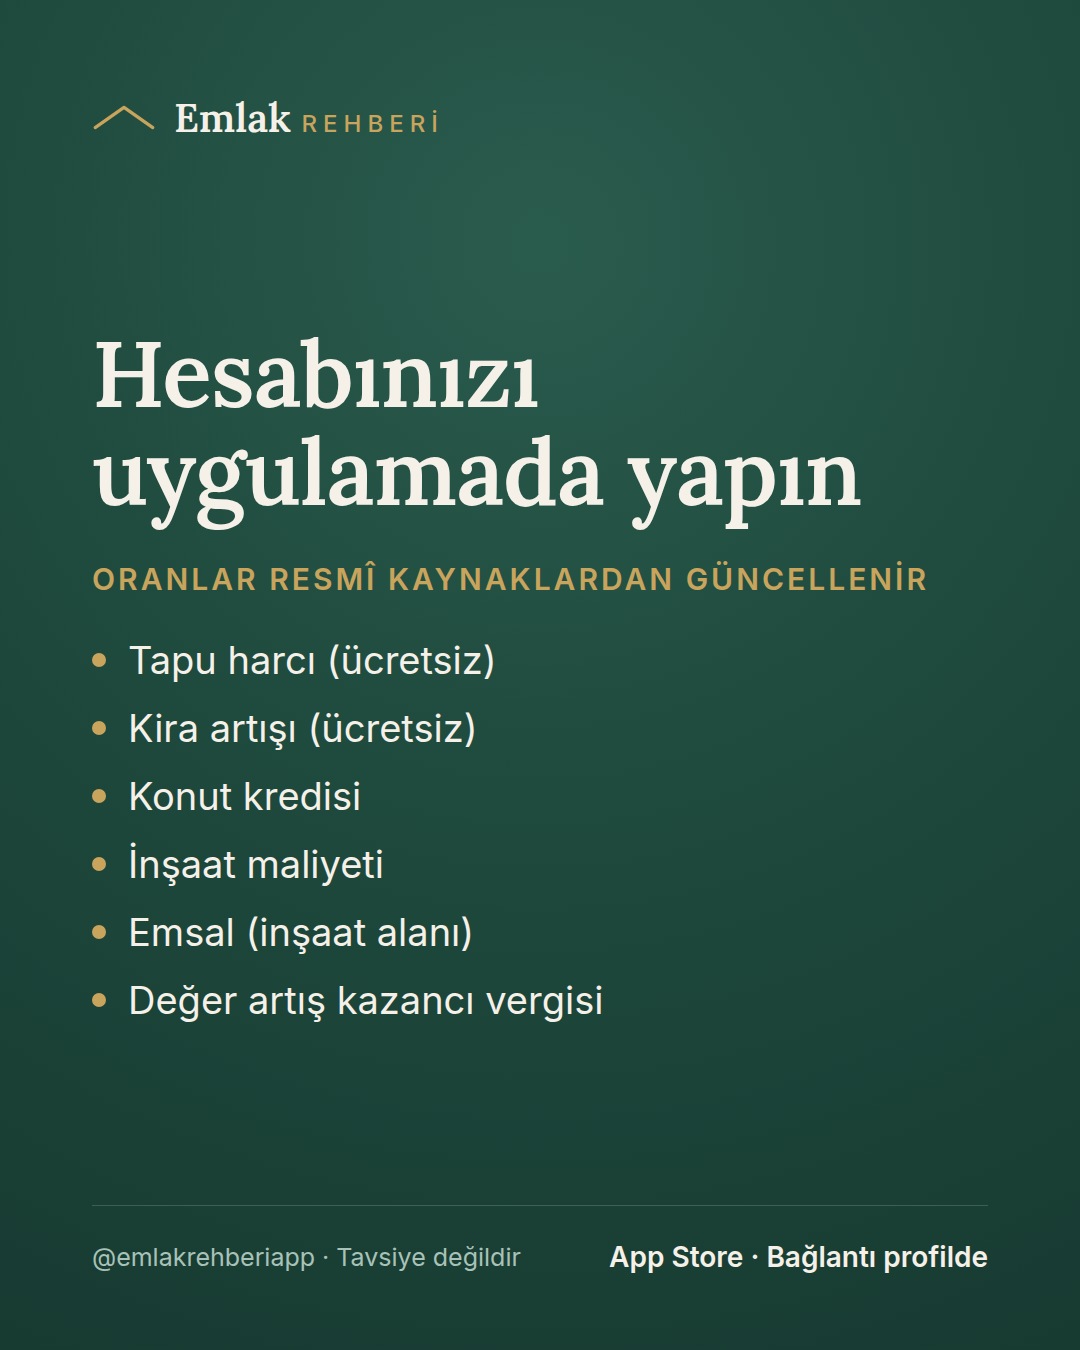 Emlak REHBERİ
Hesabınızı
uygulamada yapın
ORANLAR RESMÎ KAYNAKLARDAN GÜNCELLENİR
Tapu harcı (ücretsiz)
Kira artışı (ücretsiz)
Konut kredisi
İnşaat maliyeti
Emsal (inşaat alanı)
Değer artış kazancı vergisi
@emlakrehberiapp · Tavsiye değildir
App Store · Bağlantı profilde